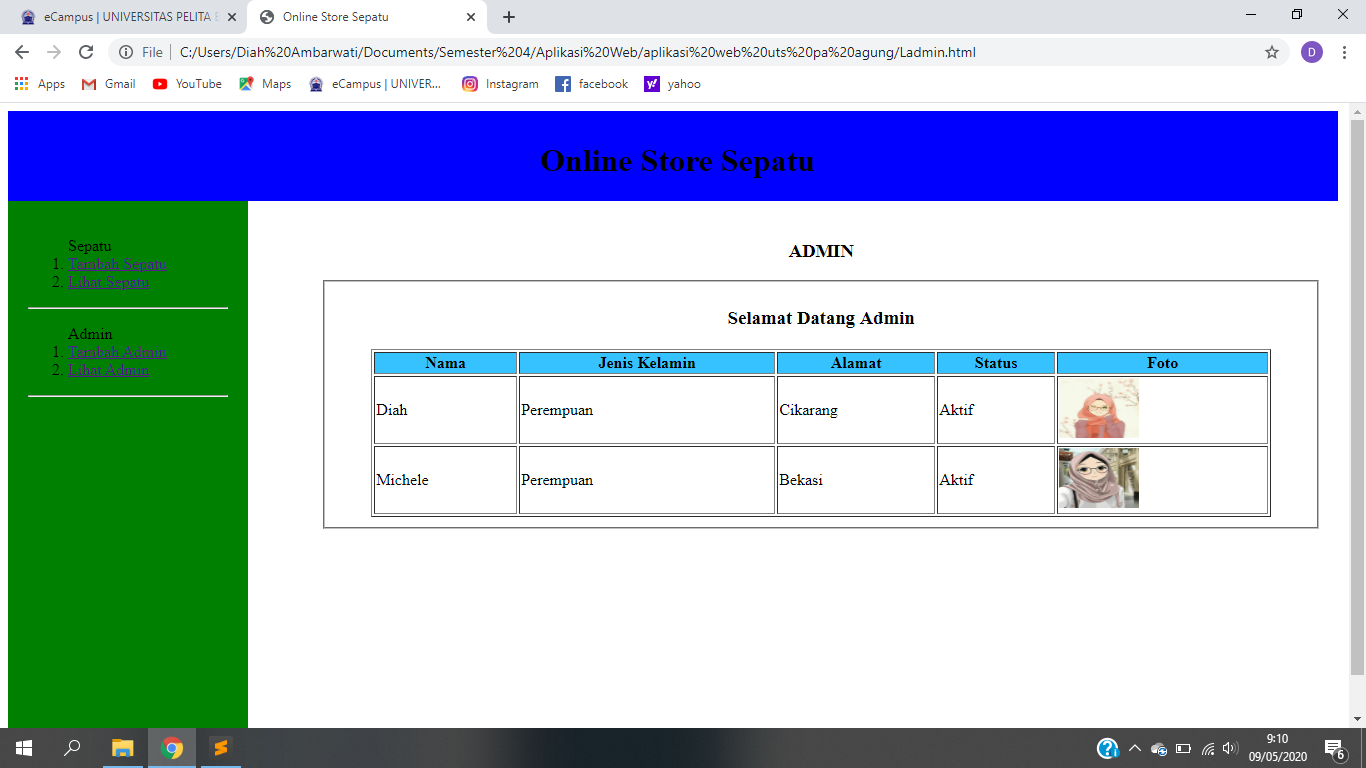 eCampus | UNIVERSITAS PELITA
Online Store Sepatu
File
C:/Users/Diah%20Ambarwati/Documents/Semester%204/Aplikasi%20Web/aplikasi%20web%20uts%20pa%20agung/Ladmin.html
D
Apps
Gmail
YouTube
Maps
eCampus | UNIVER...
Instagram
facebook
yahoo
Online Store Sepatu
Sepatu
1. Tambah Sepatu
2. Lihat Sepatu
Admin
1. Tambah Admin
2. Lihat Admin
ADMIN
Selamat Datang Admin
Nama Jenis Kelamin Alamat Status Foto
Diah Perempuan Cikarang Aktif
Michele Perempuan Bekasi Aktif
9:10
09/05/2020
6